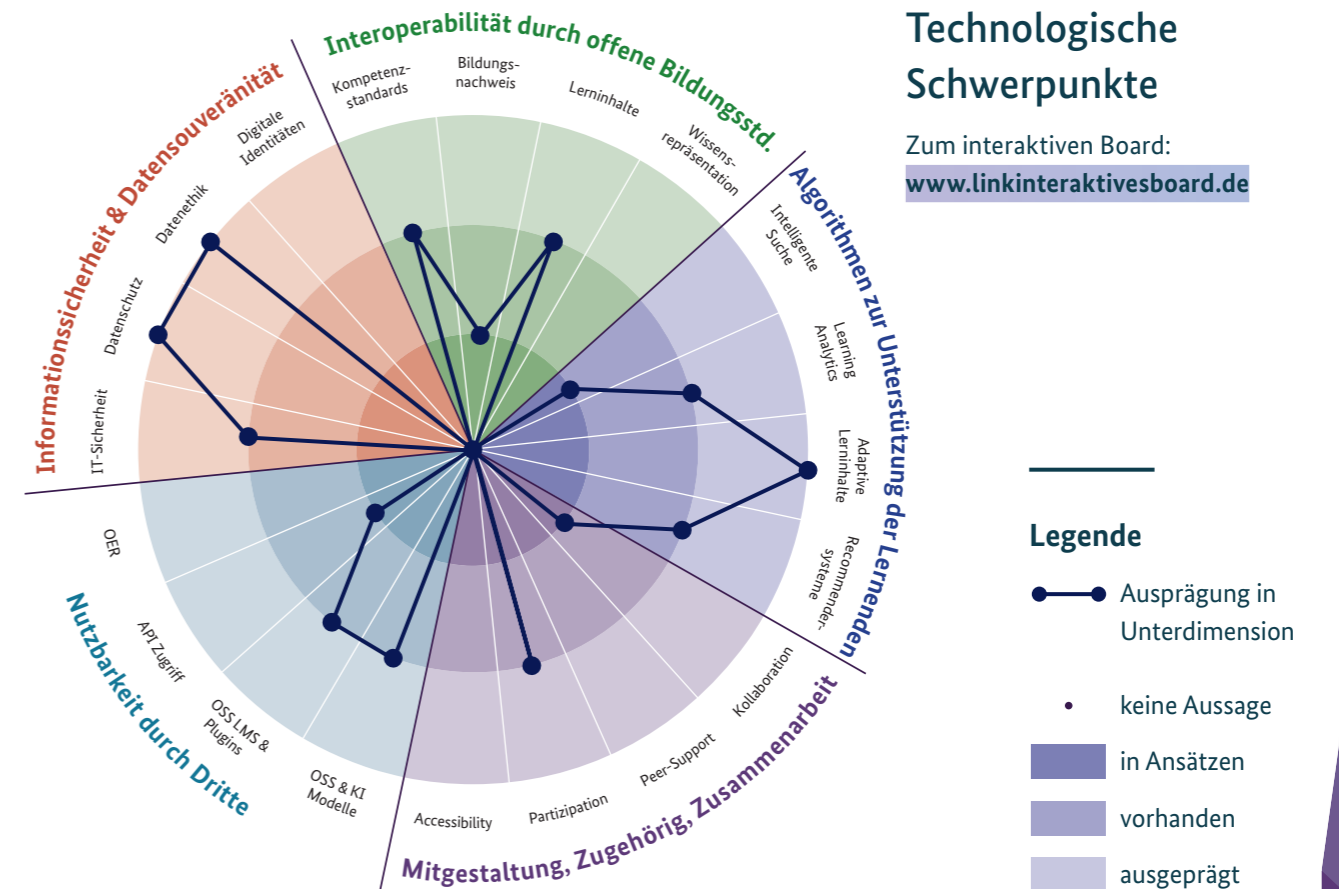 Technologische
Schwerpunkte
Zum interaktiven Board:
www.linkinteraktivesboard.de
Interoperabilität durch offene Bildungsstd.
Kompetenz-
standards
Bildungs-
nachweis
Lerninhalte
Wissens-
repräsentation
Algorithmen zur Unterstützung der Lernenden
Intelligente
Suche
Learning
Analytics
Adaptive
Lerninhalte
Recommender-
systeme
Mitgestaltung, Zugehörig, Zusammenarbeit
Kollaboration
Peer-Support
Partizipation
Accessibility
Nutzbarkeit durch Dritte
OSS & KI
Modelle
OSS LMS &
Plugins
API Zugriff
OER
Informationssicherheit & Datensouveränität
IT-Sicherheit
Datenschutz
Datenethik
Digitale
Identitäten
Legende
Ausprägung in
Unterdimension
keine Aussage
in Ansätzen
vorhanden
ausgeprägt